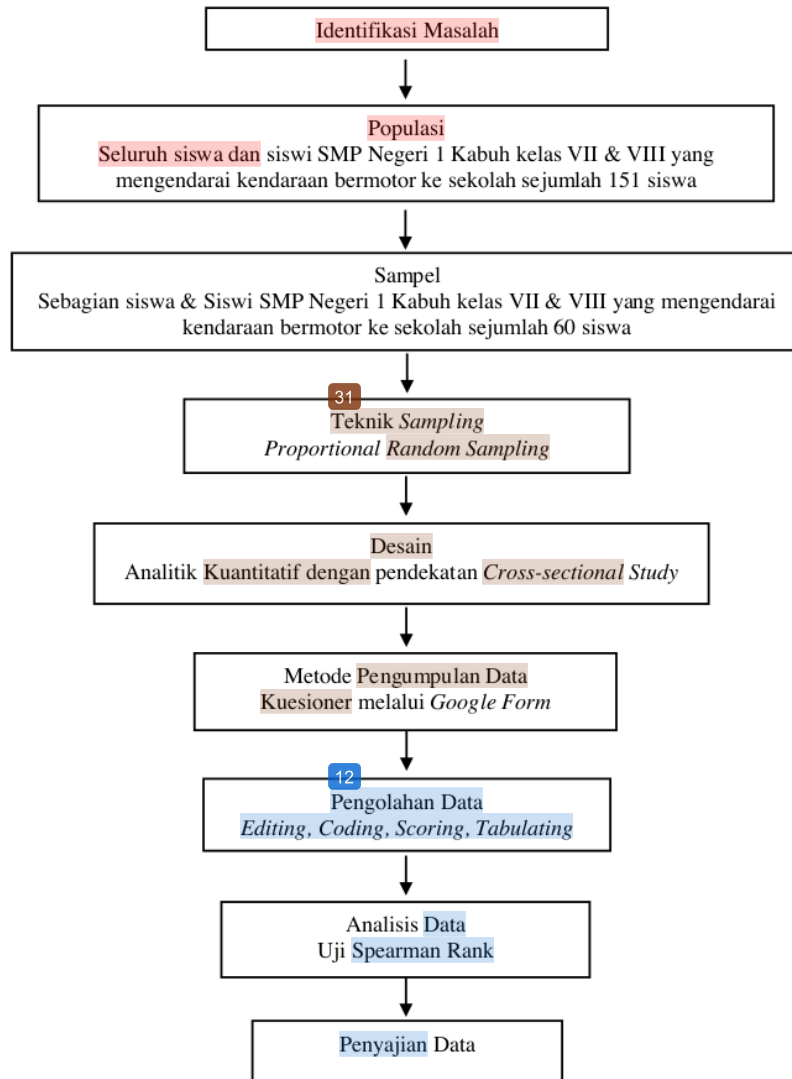 Identifikasi Masalah
Populasi
Seluruh siswa dan siswi SMP Negeri 1 Kabuh kelas VII & VIII yang
mengendarai kendaraan bermotor ke sekolah sejumlah 151 siswa
Sampel
Sebagian siswa & Siswi SMP Negeri 1 Kabuh kelas VII & VIII yang mengendarai
kendaraan bermotor ke sekolah sejumlah 60 siswa
31
Teknik Sampling
Proportional Random Sampling
Desain
Analitik Kuantitatif dengan pendekatan Cross-sectional Study
Metode Pengumpulan Data
Kuesioner melalui Google Form
12
Pengolahan Data
Editing, Coding, Scoring, Tabulating
Analisis Data
Uji Spearman Rank
Penyajian Data